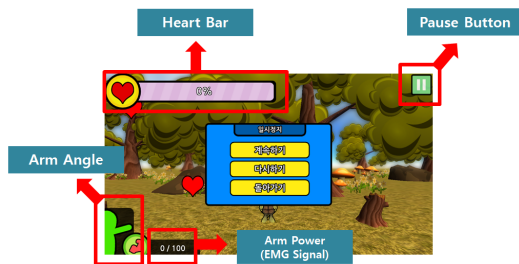 Heart Bar
Pause Button
0%
일시정지
계속하기
다시하기
돌아가기
Arm Angle
0 / 100
Arm Power
(EMG Signal)